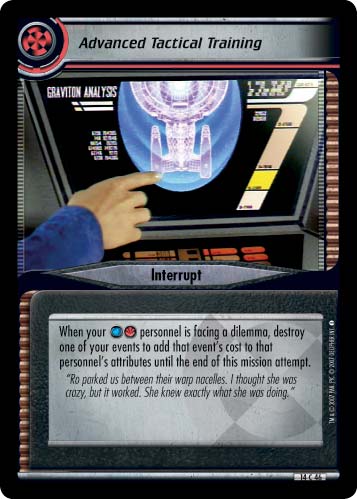 Advanced Tactical Training
GRAVITON ANALYSIS
Interrupt
When your personnel is facing a dilemma, destroy
one of your events to add that event's cost to that
personnel's attributes until the end of this mission attempt.
"Ro parked us between their warp nacelles. I thought she was
crazy, but it worked. She knew exactly what she was doing."
14 C 46